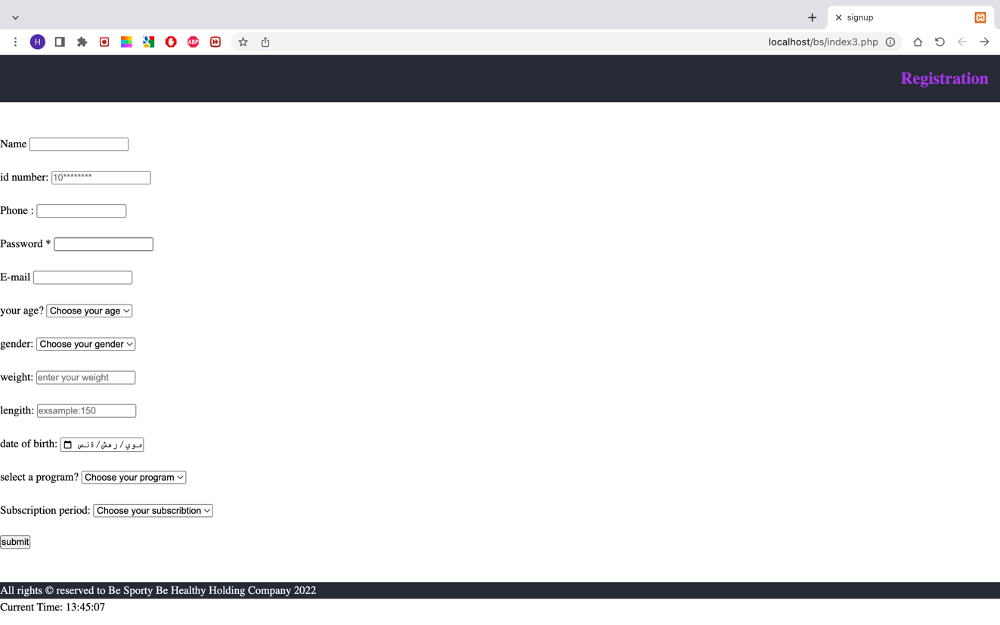 signup
H
ABP
localhost/bs/index3.php
Registration
Name
id number: 10********
Phone :
Password *
E-mail
your age? Choose your age
gender: Choose your gender
weight: enter your weight
lengith: exsample:150
date of birth: يوم/شهر/سنة
select a program? Choose your program
Subscription period: Choose your subscribtion
submit
All rights © reserved to Be Sporty Be Healthy Holding Company 2022
Current Time: 13:45:07